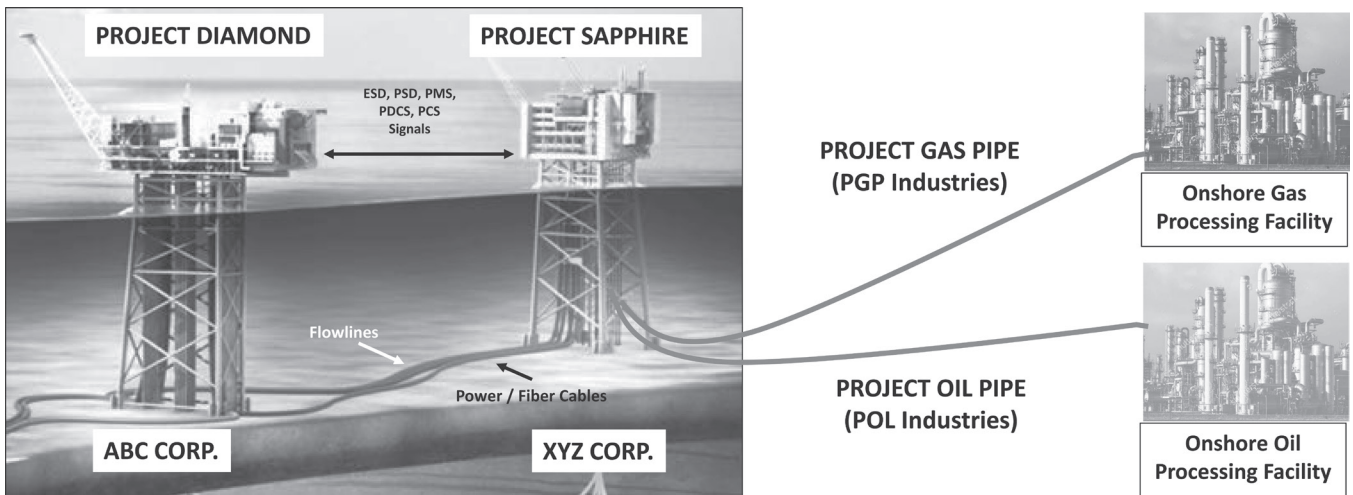 PROJECT DIAMOND
PROJECT SAPPHIRE
ESD, PSD, PMS,
PDCS, PCS
Signals
PROJECT GAS PIPE
(PGP Industries)
Onshore Gas
Processing Facility
Flowlines
Power / Fiber Cables
PROJECT OIL PIPE
(POL Industries)
ABC CORP.
XYZ CORP.
Onshore Oil
Processing Facility